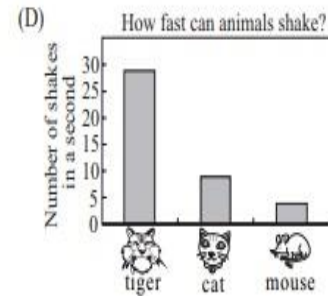 (D)
How fast can animals shake?
Number of shakes
in a second
30
25
20
15
10
5
0
tiger
cat
mouse